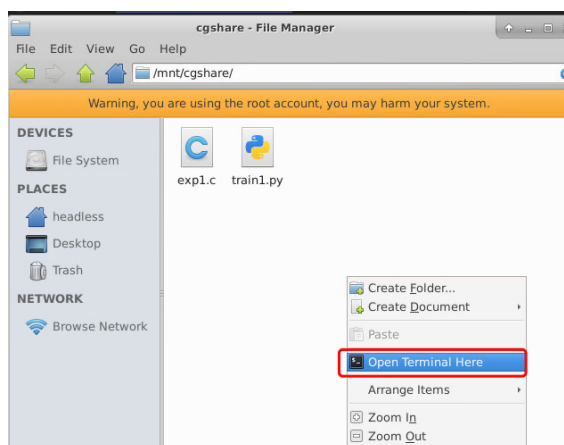 cgshare - File Manager
File Edit View Go Help
/mnt/cgshare/
Warning, you are using the root account, you may harm your system.
DEVICES
File System
PLACES
headless
Desktop
Trash
NETWORK
Browse Network
exp1.c train1.py
Create Folder...
Create Document
Paste
Open Terminal Here
Arrange Items
Zoom In
Zoom Out